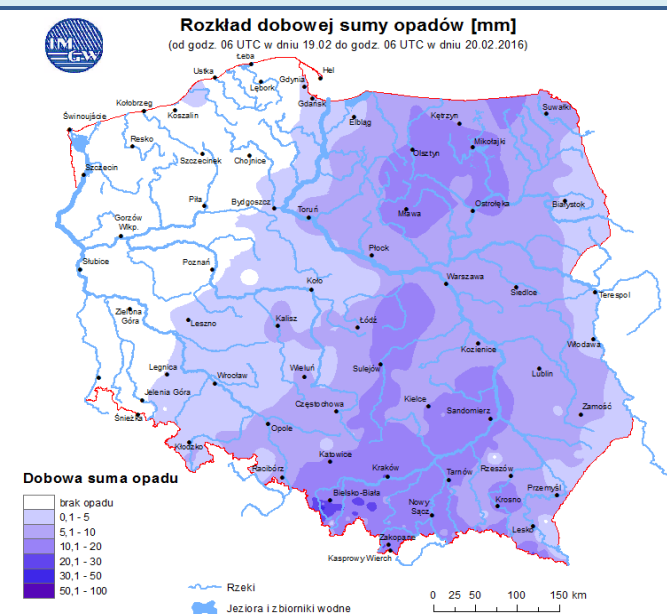 Rozkład dobowej sumy opadów [mm]
(od godz. 06 UTC w dniu 19.02 do godz. 06 UTC w dniu 20.02.2016)
IM
G-W
Łeba
Ustka
Hel
Lębork
Gdynia
Gdańsk
Kołobrzeg
Koszalin
Świnoujście
Elbląg
Kętrzyn
Suwałki
Resko
Szczecinek
Chojnice
Olsztyn
Mikołajki
Szczecin
Piła
Bydgoszcz
Toruń
Mława
Ostrołęka
Białystok
Gorzów
Wlkp.
Płock
Słubice
Poznań
Koło
Warszawa
Siedlce
Terespol
Zielona
Góra
Leszno
Kalisz
Łódź
Kozienice
Włodawa
Legnica
Wrocław
Wieluń
Sulejów
Lublin
Jelenia Góra
Śnieżka
Częstochowa
Kielce
Sandomierz
Zamość
Opole
Kłodzko
Katowice
Racibórz
Kraków
Tarnów
Rzeszów
Przemyśl
Bielsko-Biała
Nowy
Sącz
Krosno
Lesko
Zakopane
Kasprowy Wierch
Dobowa suma opadu
brak opadu
0,1 - 5
5,1 - 10
10,1 - 20
20,1 - 30
30,1 - 50
50,1 - 100
Rzeki
Jeziora i zbiorniki wodne
0 25 50 100 150 km